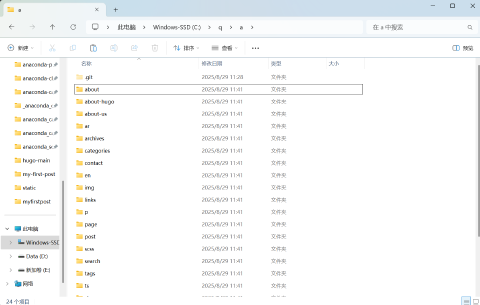 a
此电脑 > Windows-SSD (C:) > q > a >
在 a 中搜索
新建
排序
查看
预览
名称 修改日期 类型 大小
anaconda-p
anaconda-cl
anaconda-ca
_anaconda_c
anaconda_ca
anaconda_ca
anaconda_sc
hugo-main
my-first-post
static
myfirstpost
此电脑
Windows-SSD
Data (D:)
新加卷 (E:)
网络
.git 2025/8/29 11:28 文件夹
about 2025/8/29 11:41 文件夹
about-hugo 2025/8/29 11:41 文件夹
about-us 2025/8/29 11:41 文件夹
ar 2025/8/29 11:41 文件夹
archives 2025/8/29 11:41 文件夹
categories 2025/8/29 11:41 文件夹
contact 2025/8/29 11:41 文件夹
en 2025/8/29 11:41 文件夹
img 2025/8/29 11:41 文件夹
links 2025/8/29 11:41 文件夹
p 2025/8/29 11:41 文件夹
page 2025/8/29 11:41 文件夹
post 2025/8/29 11:41 文件夹
scss 2025/8/29 11:41 文件夹
search 2025/8/29 11:41 文件夹
tags 2025/8/29 11:41 文件夹
ts 2025/8/29 11:41 文件夹
24 个项目